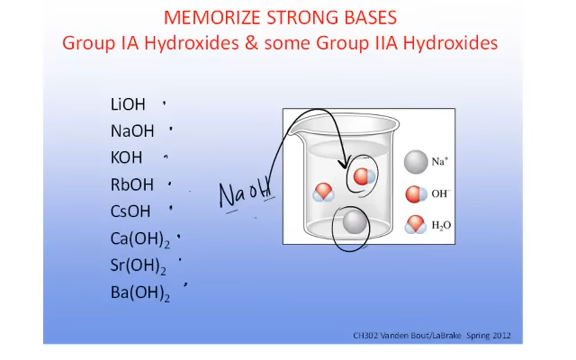 MEMORIZE STRONG BASES
Group IA Hydroxides & some Group IIA Hydroxides
LiOH
NaOH
KOH
RbOH
CsOH
Ca(OH)₂
Sr(OH)₂
Ba(OH)₂
NaOH
Na⁺
OH⁻
H₂O
CH302 Vanden Bout/LaBrake Spring 2012